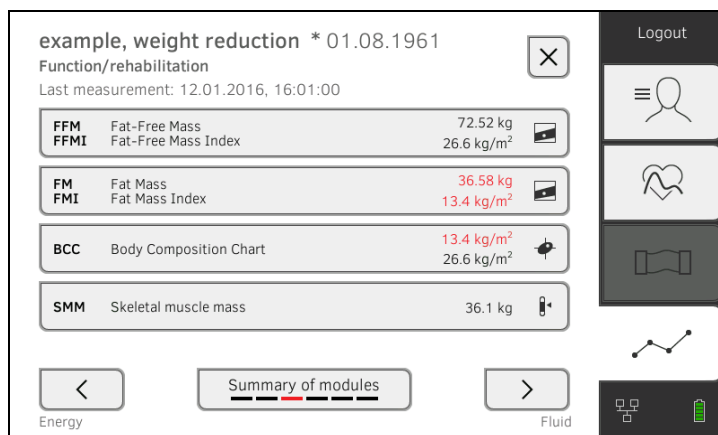 example, weight reduction * 01.08.1961
Logout
Function/rehabilitation
Last measurement: 12.01.2016, 16:01:00
FFM Fat-Free Mass 72.52 kg
FFMI Fat-Free Mass Index 26.6 kg/m²
FM Fat Mass 36.58 kg
FMI Fat Mass Index 13.4 kg/m²
BCC Body Composition Chart 13.4 kg/m²
26.6 kg/m²
SMM Skeletal muscle mass 36.1 kg
Summary of modules
Energy Fluid